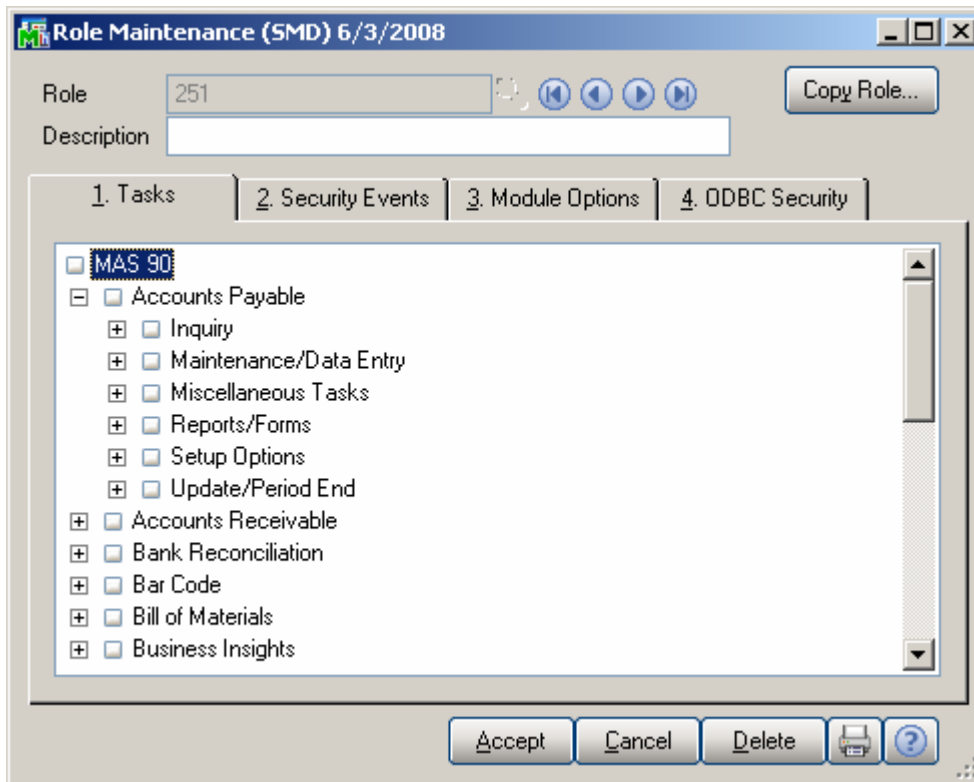 Role Maintenance (SMD) 6/3/2008
Role 251 Copy Role...
Description
1. Tasks 2. Security Events 3. Module Options 4. ODBC Security
MAS 90
Accounts Payable
Inquiry
Maintenance/Data Entry
Miscellaneous Tasks
Reports/Forms
Setup Options
Update/Period End
Accounts Receivable
Bank Reconciliation
Bar Code
Bill of Materials
Business Insights
Accept Cancel Delete ?